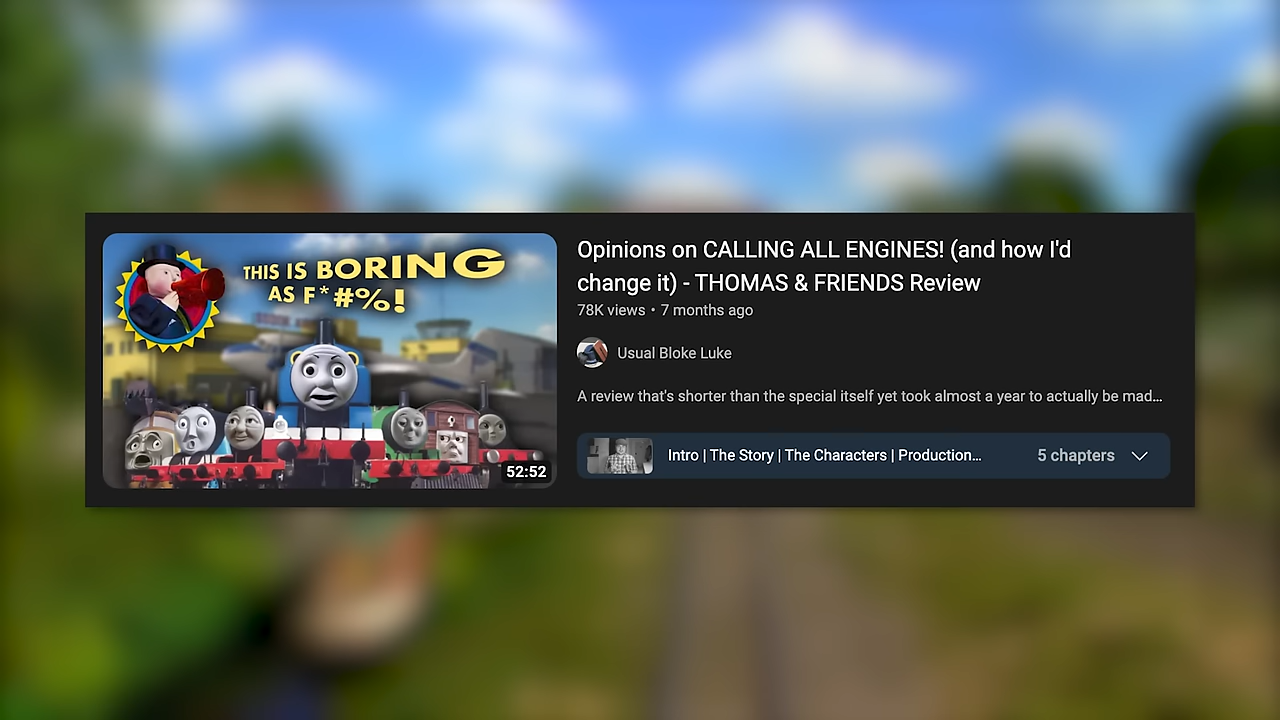 THIS IS BORING
AS F*#%!
52:52
Opinions on CALLING ALL ENGINES! (and how I'd
change it) - THOMAS & FRIENDS Review
78K views • 7 months ago
Usual Bloke Luke
A review that's shorter than the special itself yet took almost a year to actually be mad...
Intro | The Story | The Characters | Production...
5 chapters